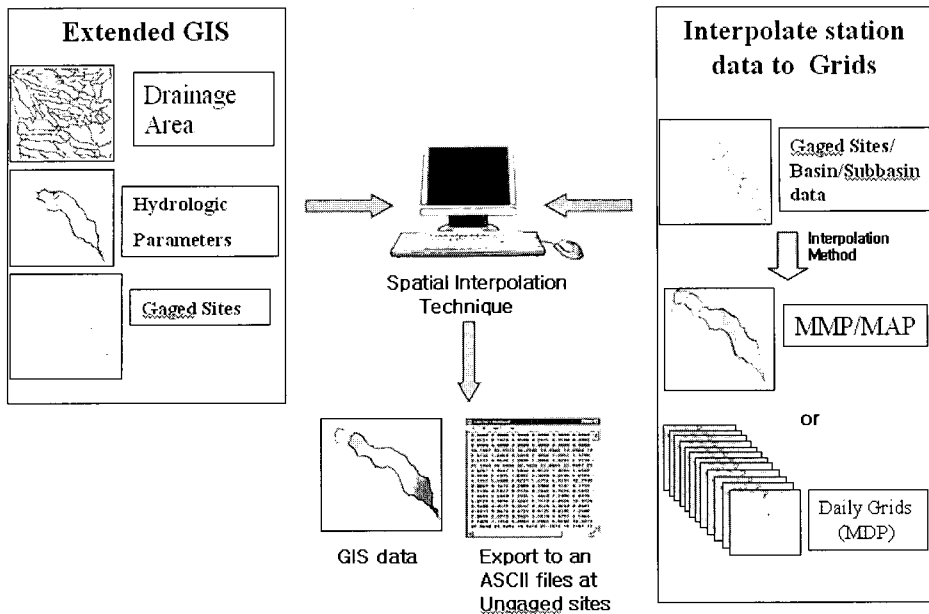 Extended GIS
Drainage
Area
Hydrologic
Parameters
Gaged Sites
Spatial Interpolation
Technique
GIS data
Export to an
ASCII files at
Ungaged sites
Interpolate station
data to Grids
Gaged Sites/
Basin/Subbasin
data
Interpolation
Method
MMP/MAP
or
Daily Grids
(MDP)